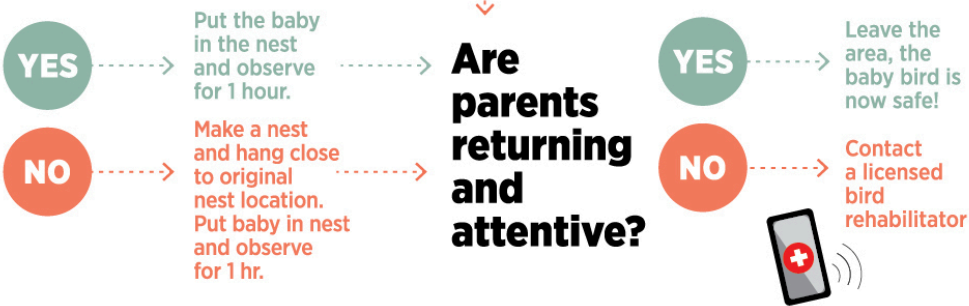 YES
Put the baby
in the nest
and observe
for 1 hour.
NO
Make a nest
and hang close
to original
nest location.
Put baby in nest
and observe
for 1 hr.
Are
parents
returning
and
attentive?
YES
Leave the
area, the
baby bird is
now safe!
NO
Contact
a licensed
bird
rehabilitator